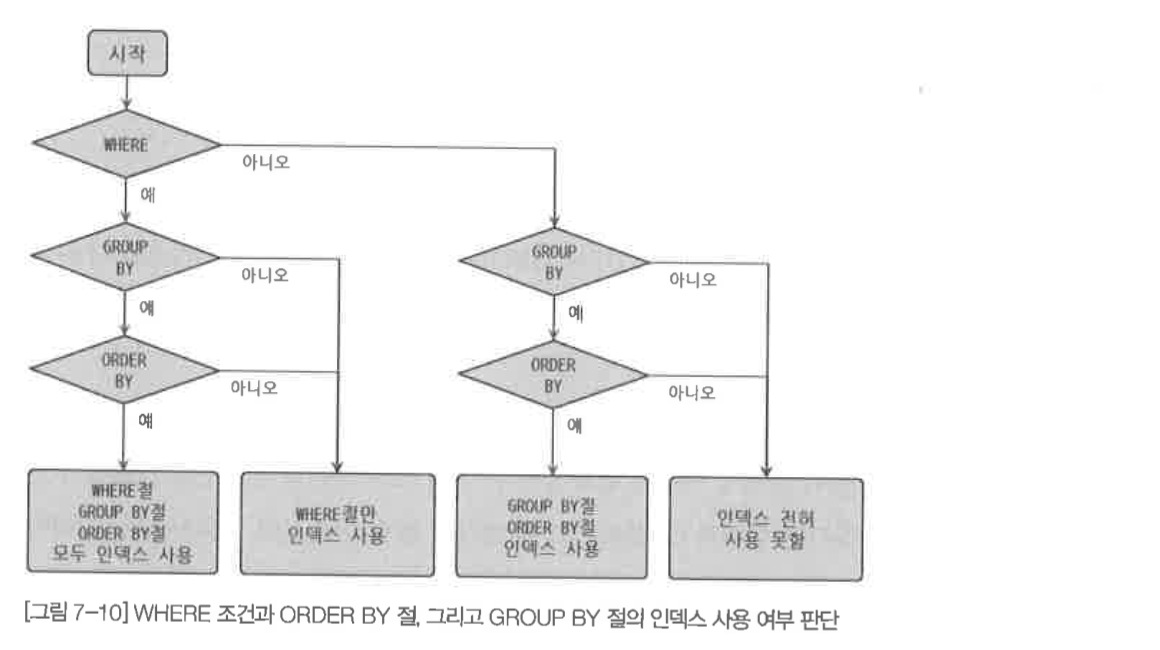 시작
WHERE
아니오
예
GROUP
BY
아니오
예
ORDER
BY
아니오
예
GROUP
BY
아니오
예
ORDER
BY
아니오
예
WHERE절
GROUP BY절
ORDER BY절
모두 인덱스 사용
WHERE절만
인덱스 사용
GROUP BY절
ORDER BY절
인덱스 사용
인덱스 전혀
사용 못함
[그림 7-10] WHERE 조건과 ORDER BY 절, 그리고 GROUP BY 절의 인덱스 사용 여부 판단